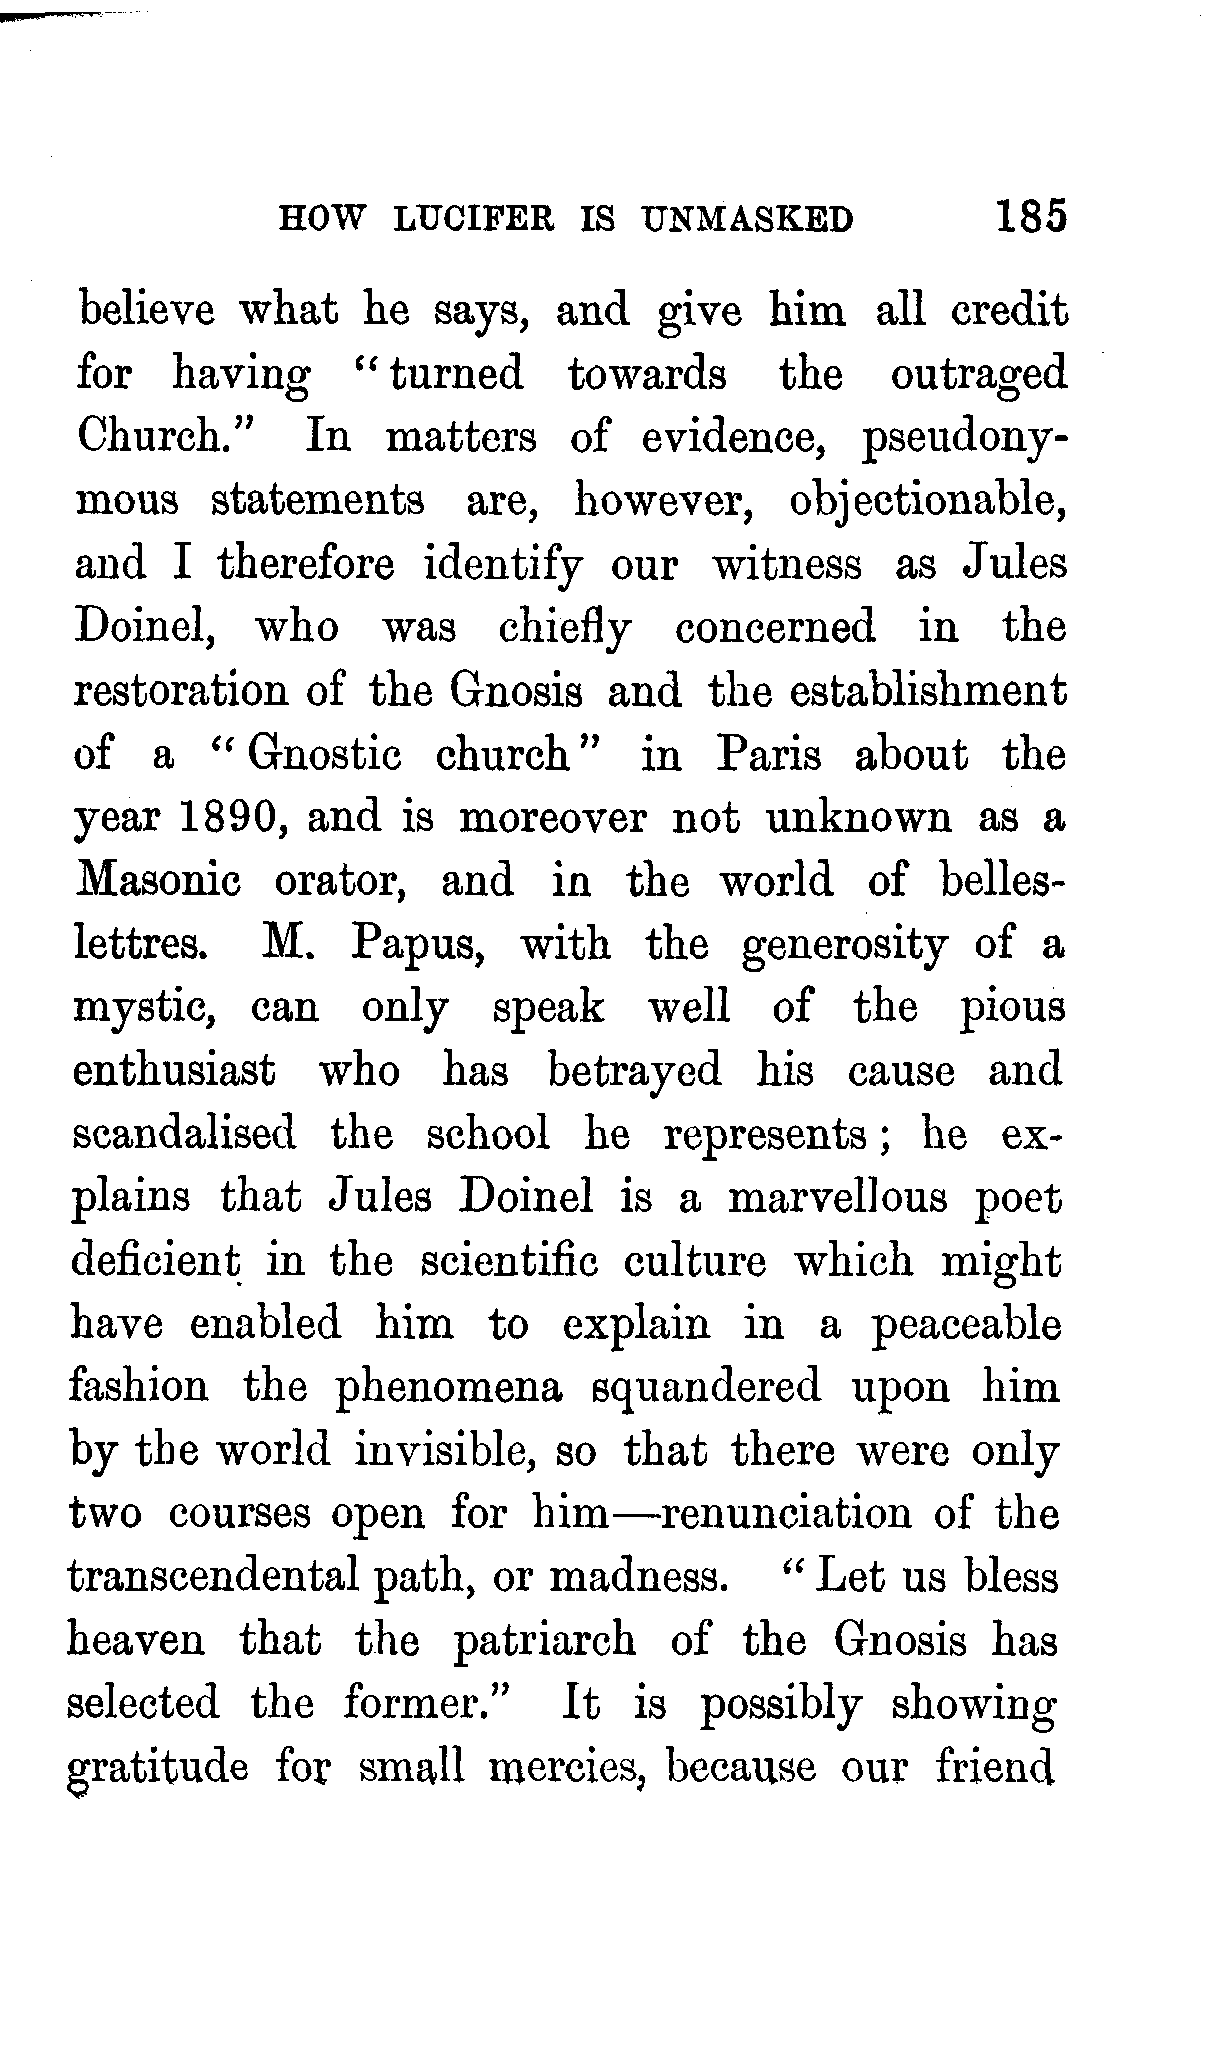 HOW LUCIFER IS UNMASKED 185
believe what he says, and give him all credit
for having “ turned towards the outraged
Church.” In matters of evidence, pseudony-
mous statements are, however, objectionable,
and I therefore identify our witness as Jules
Doinel, who was chiefly concerned in the
restoration of the Gnosis and the establishment
of a “ Gnostic church ” in Paris about the
year 1890, and is moreover not unknown as a
Masonic orator, and in the world of belles-
lettres. M. Papus, with the generosity of a
mystic, can only speak well of the pious
enthusiast who has betrayed his cause and
scandalised the school he represents ; he ex-
plains that Jules Doinel is a marvellous poet
deficient in the scientific culture which might
have enabled him to explain in a peaceable
fashion the phenomena squandered upon him
by the world invisible, so that there were only
two courses open for him—renunciation of the
transcendental path, or madness. “ Let us bless
heaven that the patriarch of the Gnosis has
selected the former.” It is possibly showing
gratitude for small mercies, because our friend